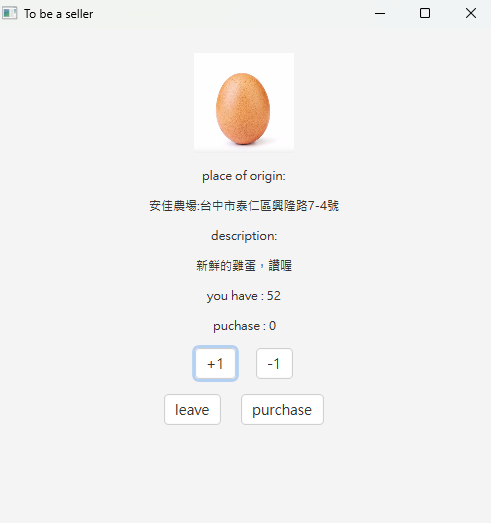 To be a seller
place of origin:
安佳農場:台中市泰仁區興隆路7-4號
description:
新鮮的雞蛋，讚喔
you have : 52
puchase : 0
+1 -1
leave purchase